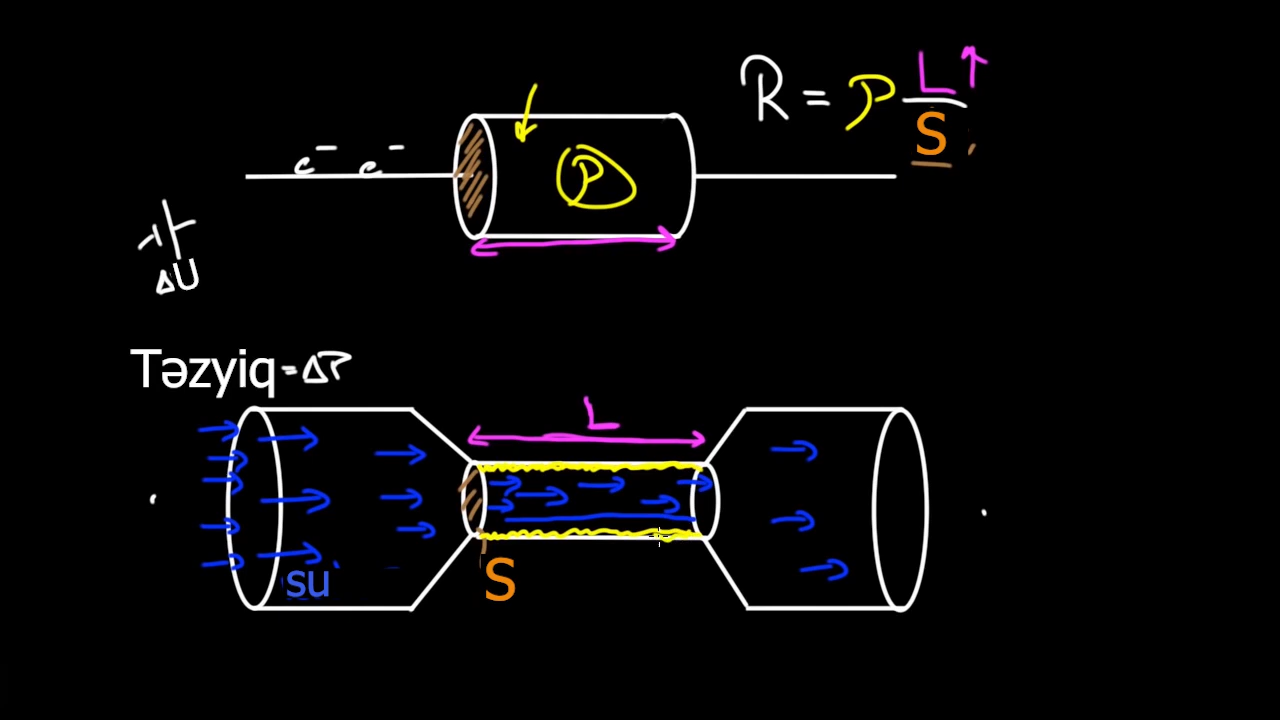 R = ρ L / S
e⁻ e⁻
ρ
ΔU
Təzyiq = ΔP
L
su
S